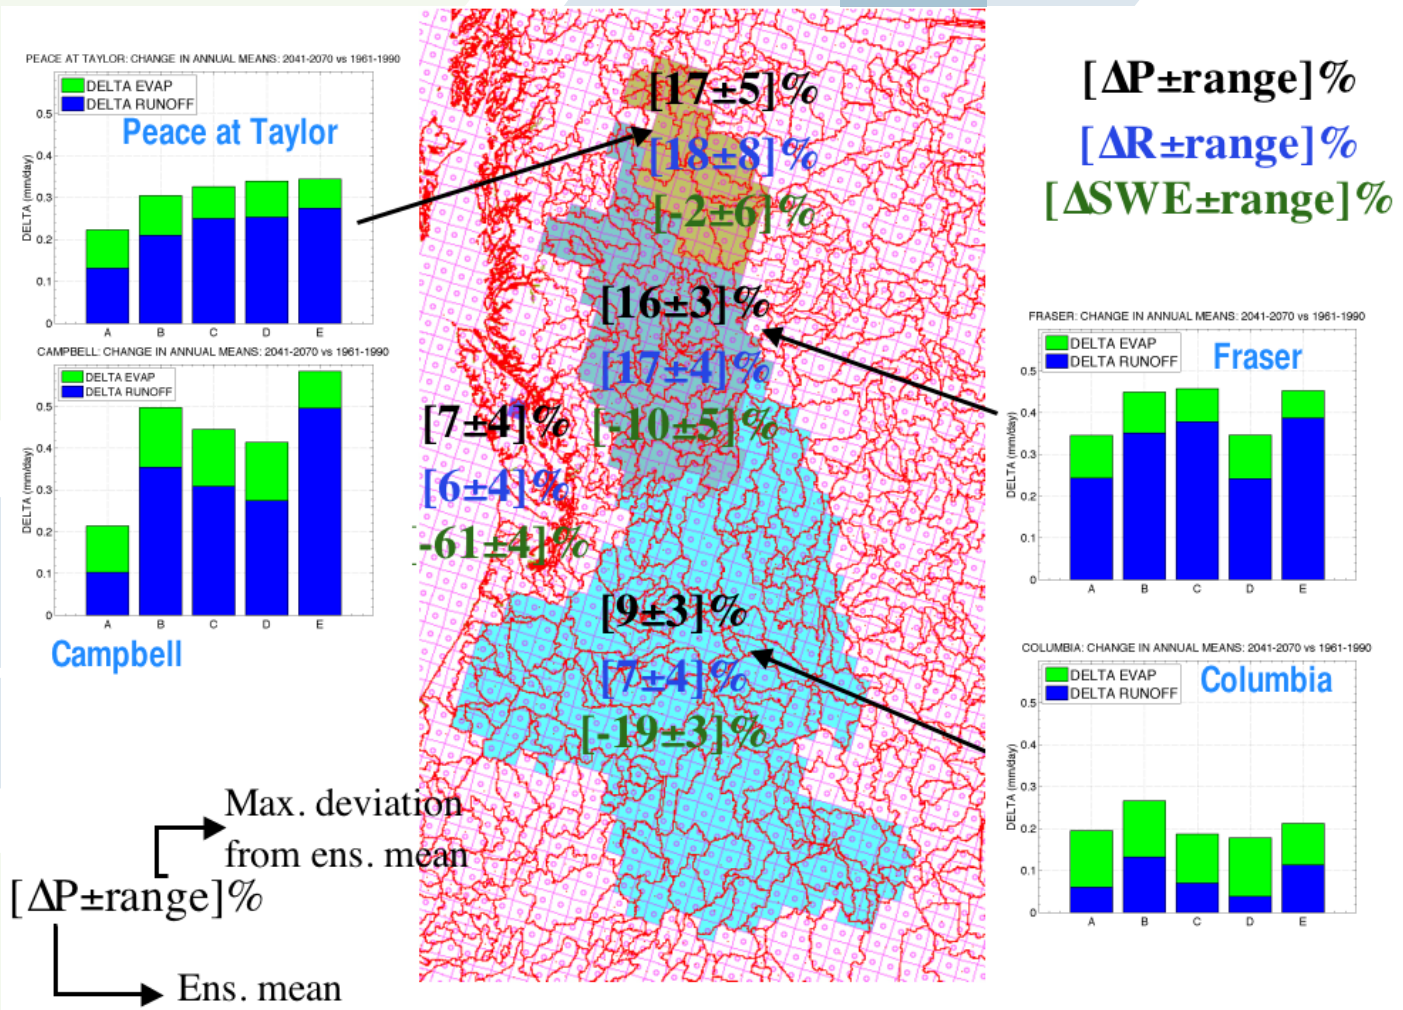 PEACE AT TAYLOR: CHANGE IN ANNUAL MEANS: 2041-2070 vs 1961-1990
DELTA EVAP
DELTA RUNOFF
Peace at Taylor
DELTA (mm/day)
0.5
0.4
0.3
0.2
0.1
0
A B C D E
CAMPBELL: CHANGE IN ANNUAL MEANS: 2041-2070 vs 1961-1990
DELTA EVAP
DELTA RUNOFF
DELTA (mm/day)
0.5
0.4
0.3
0.2
0.1
0
A B C D E
Campbell
[17±5]%
[18±8]%
[-2±6]%
[16±3]%
[17±4]%
[-10±5]%
[7±4]%
[6±4]%
-61±4]%
[9±3]%
[7±4]%
[-19±3]%
[ΔP±range]%
[ΔR±range]%
[ΔSWE±range]%
FRASER: CHANGE IN ANNUAL MEANS: 2041-2070 vs 1961-1990
DELTA EVAP
DELTA RUNOFF
Fraser
DELTA (mm/day)
0.5
0.4
0.3
0.2
0.1
0
A B C D E
COLUMBIA: CHANGE IN ANNUAL MEANS: 2041-2070 vs 1961-1990
DELTA EVAP
DELTA RUNOFF
Columbia
DELTA (mm/day)
0.5
0.4
0.3
0.2
0.1
0
A B C D E
Max. deviation
from ens. mean
[ΔP±range]%
Ens. mean